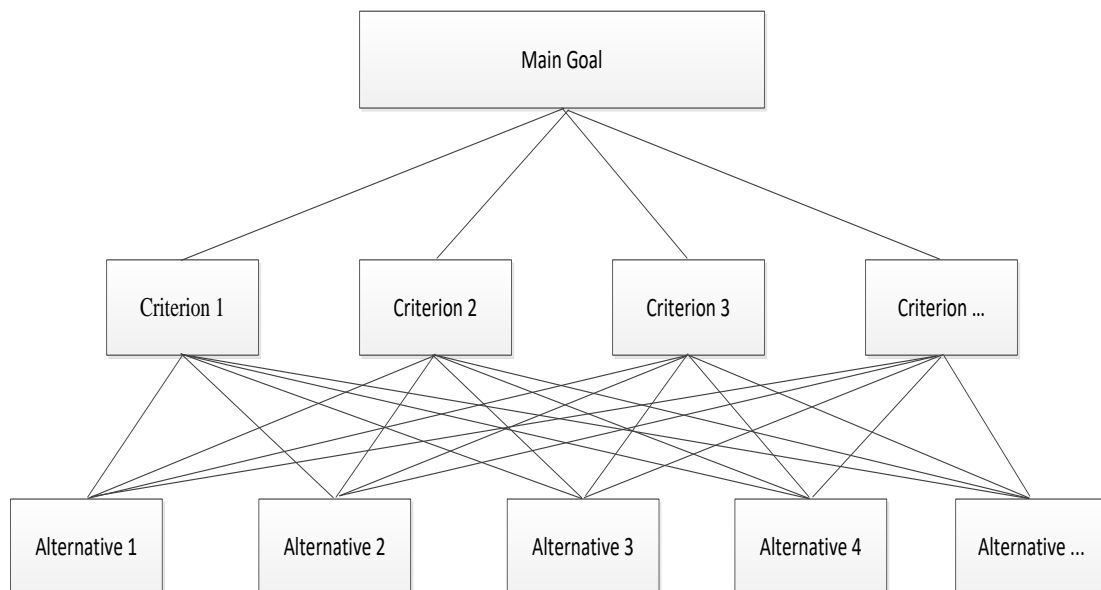 Main Goal
Criterion 1
Criterion 2
Criterion 3
Criterion ...
Alternative 1
Alternative 2
Alternative 3
Alternative 4
Alternative ...